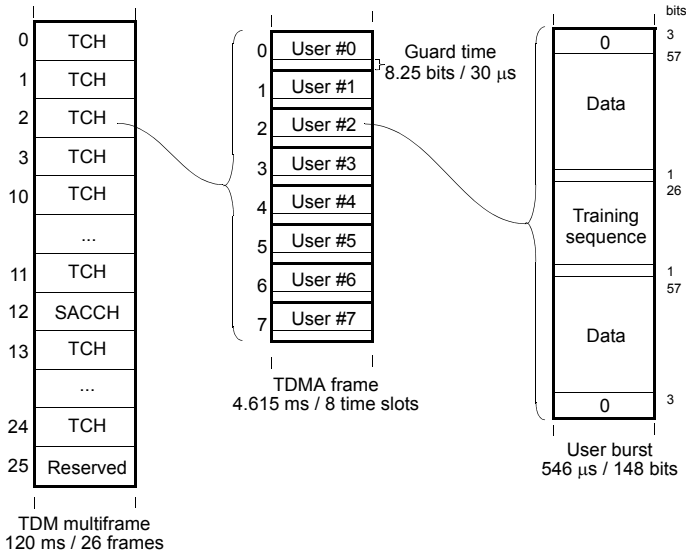 0 TCH
1 TCH
2 TCH
3 TCH
10 TCH
...
11 TCH
12 SACCH
13 TCH
...
24 TCH
25 Reserved
TDM multiframe
120 ms / 26 frames
0 User #0
1 User #1
2 User #2
3 User #3
4 User #4
5 User #5
6 User #6
7 User #7
Guard time
8.25 bits / 30 µs
TDMA frame
4.615 ms / 8 time slots
bits
0 3
Data 57
1
Training
sequence
26
1
Data 57
0 3
User burst
546 µs / 148 bits